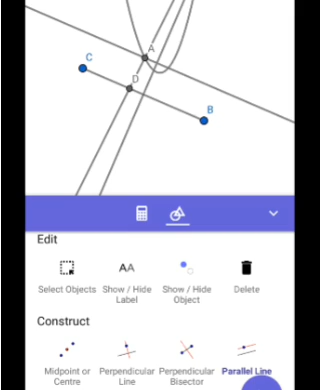 A
C
D
B
Edit
Select Objects
Show / Hide
Label
Show / Hide
Object
Delete
Construct
Midpoint or
Centre
Perpendicular
Line
Perpendicular
Bisector
Parallel Line